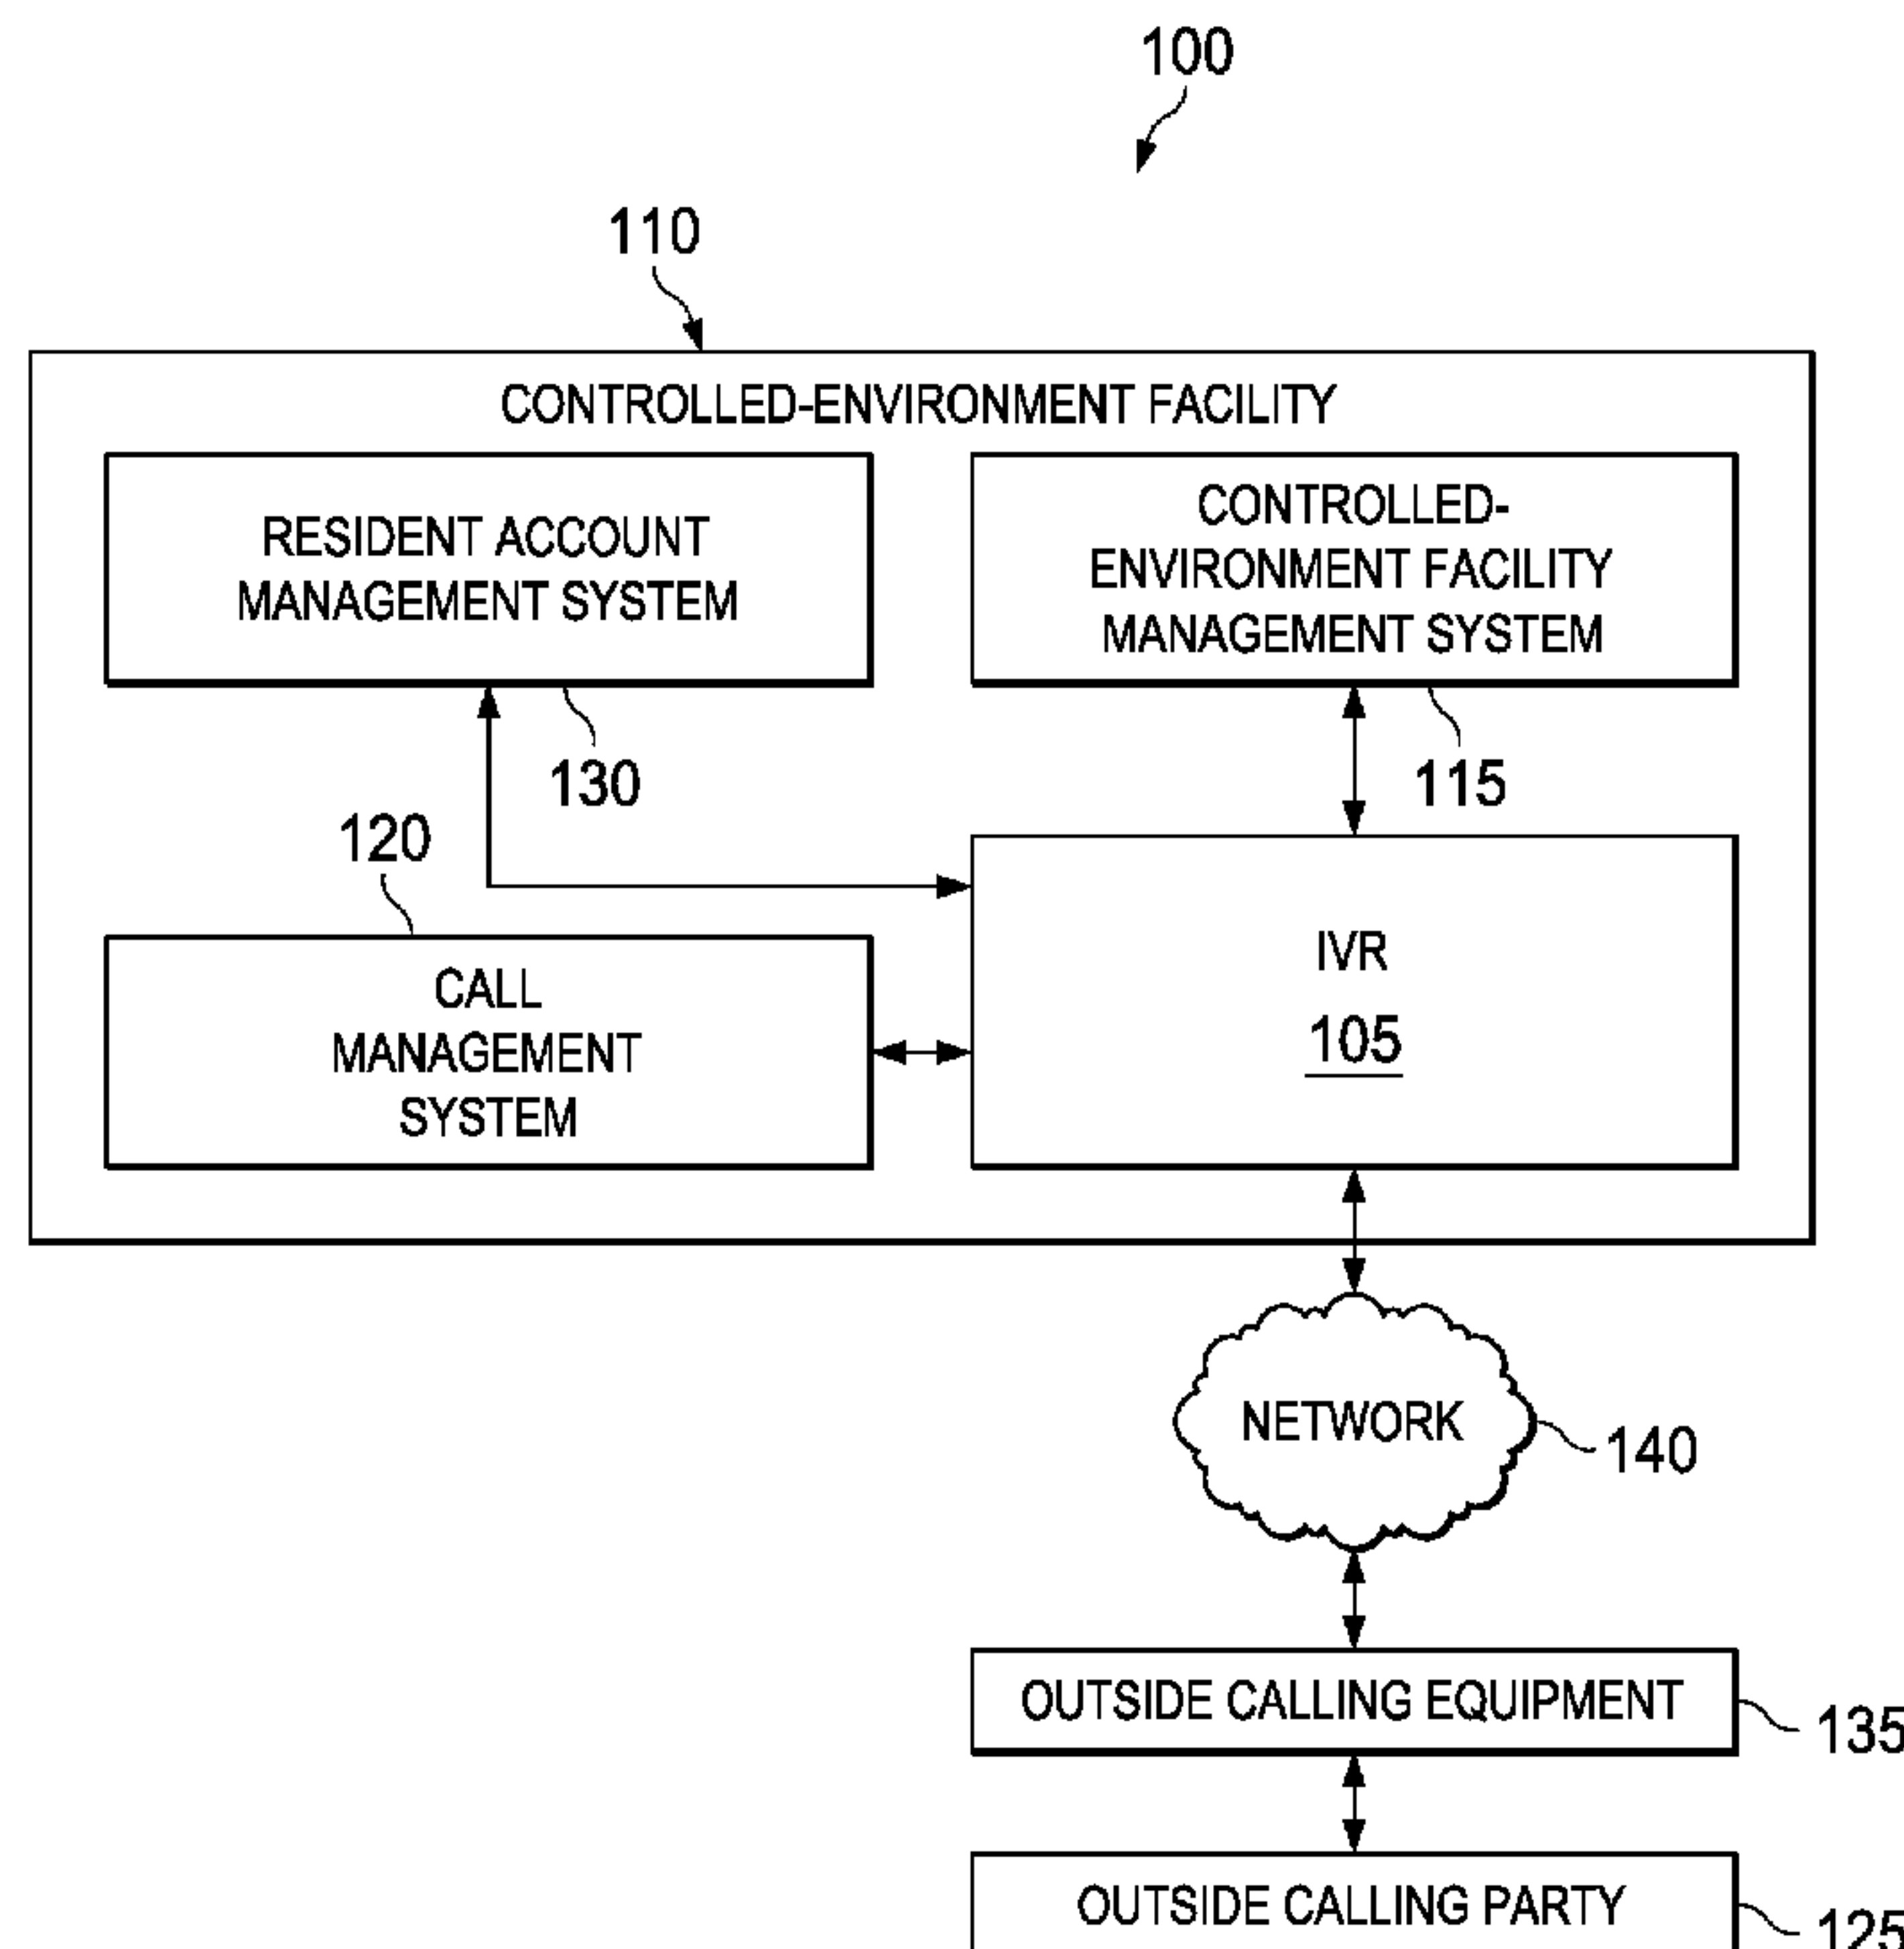 100
110
CONTROLLED-ENVIRONMENT FACILITY
RESIDENT ACCOUNT
MANAGEMENT SYSTEM
130
CONTROLLED-
ENVIRONMENT FACILITY
MANAGEMENT SYSTEM
115
120
CALL
MANAGEMENT
SYSTEM
IVR
105
NETWORK
140
OUTSIDE CALLING EQUIPMENT
135
OUTSIDE CALLING PARTY
125